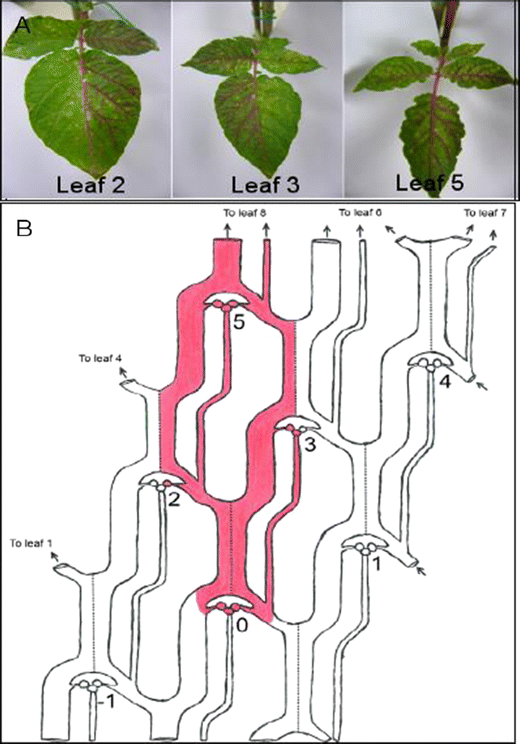 A
Leaf 2
Leaf 3
Leaf 5
B
To leaf 8
To leaf 6
To leaf 7
5
To leaf 4
4
3
2
To leaf 1
1
0
-1